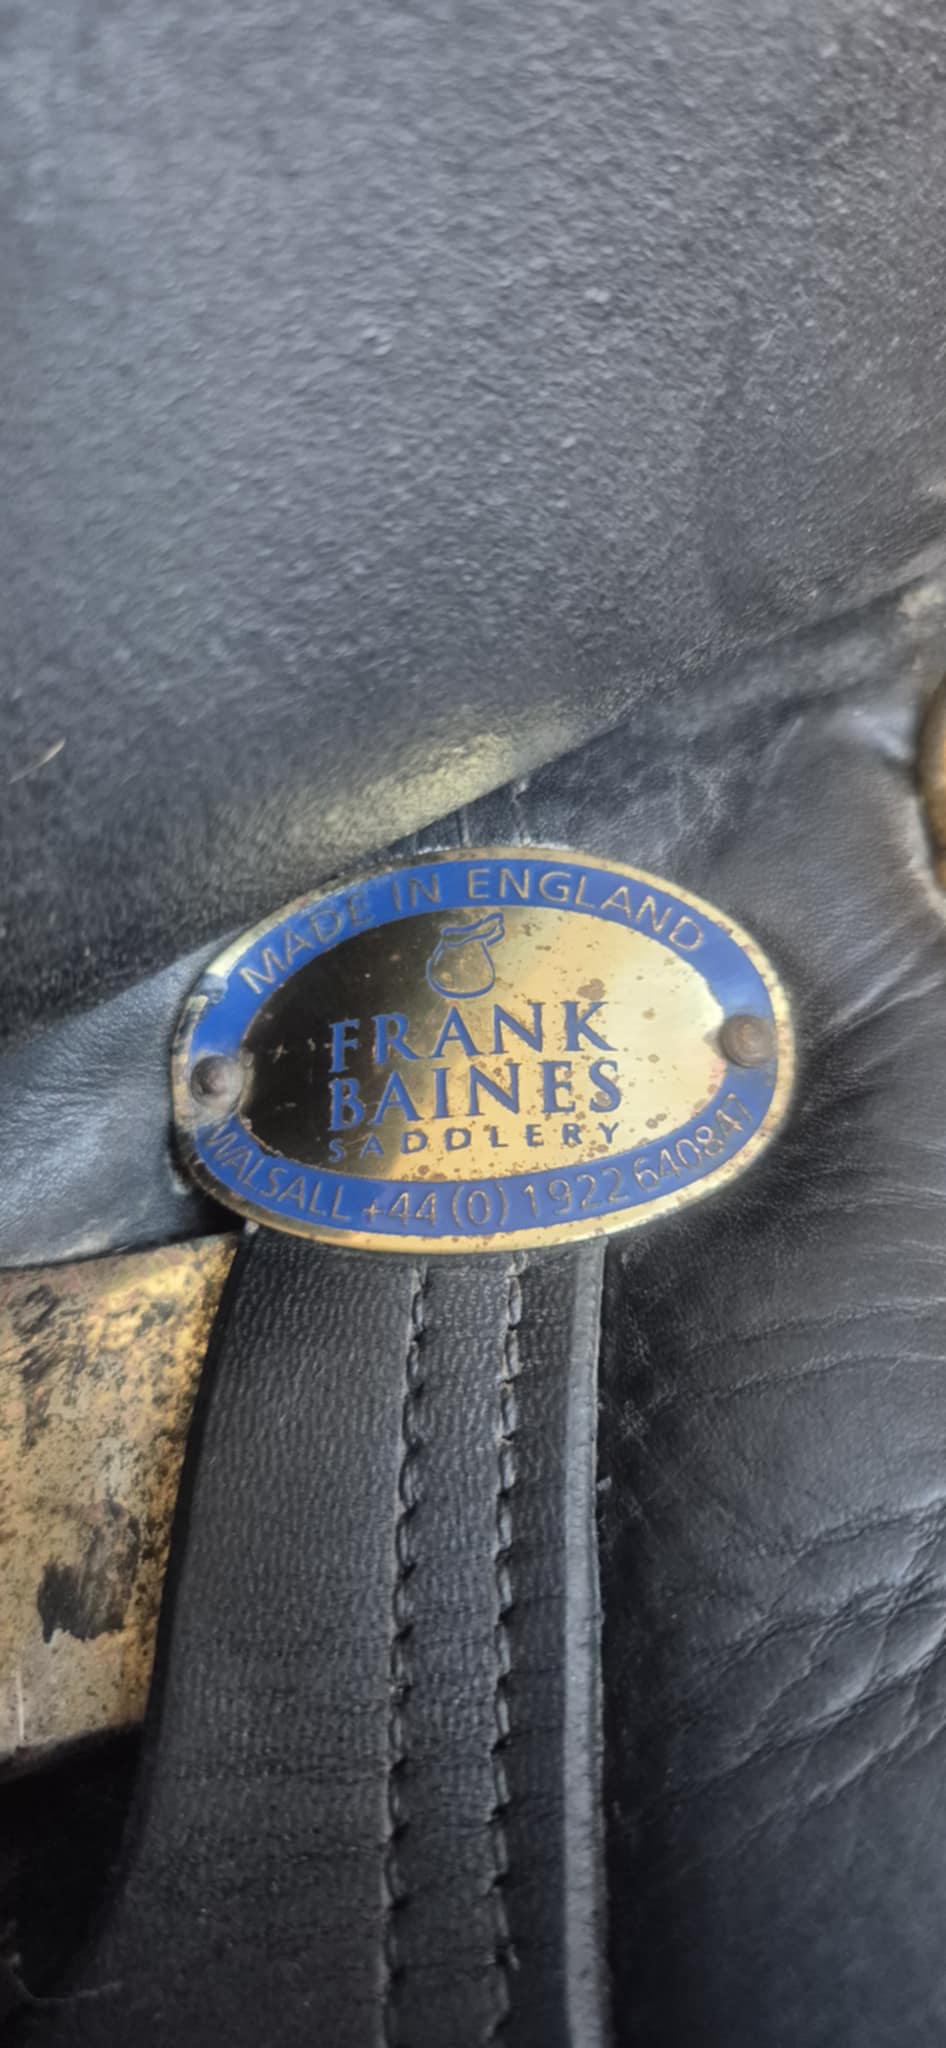 MADE IN ENGLAND
FRANK
BAINES
SADDLERY
WALSALL +44 (0) 1922 640847